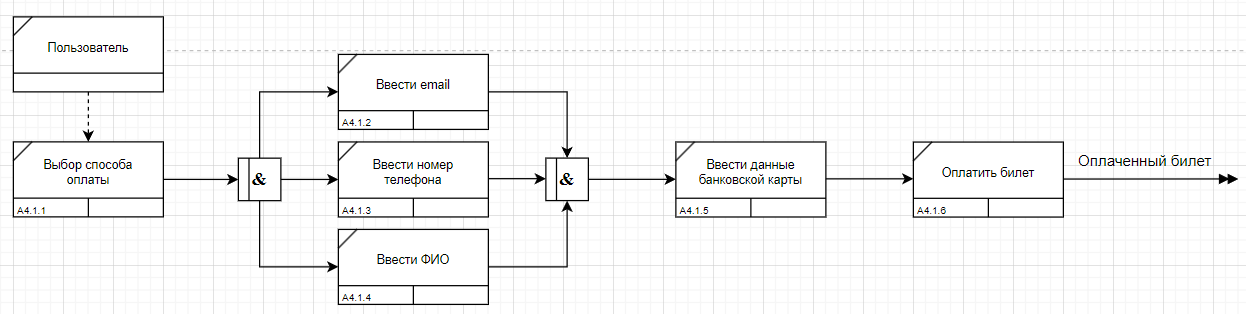 Пользователь
Выбор способа
оплаты
A4.1.1
&
Ввести email
A4.1.2
Ввести номер
телефона
A4.1.3
Ввести ФИО
A4.1.4
&
Ввести данные
банковской карты
A4.1.5
Оплатить билет
A4.1.6
Оплаченный билет